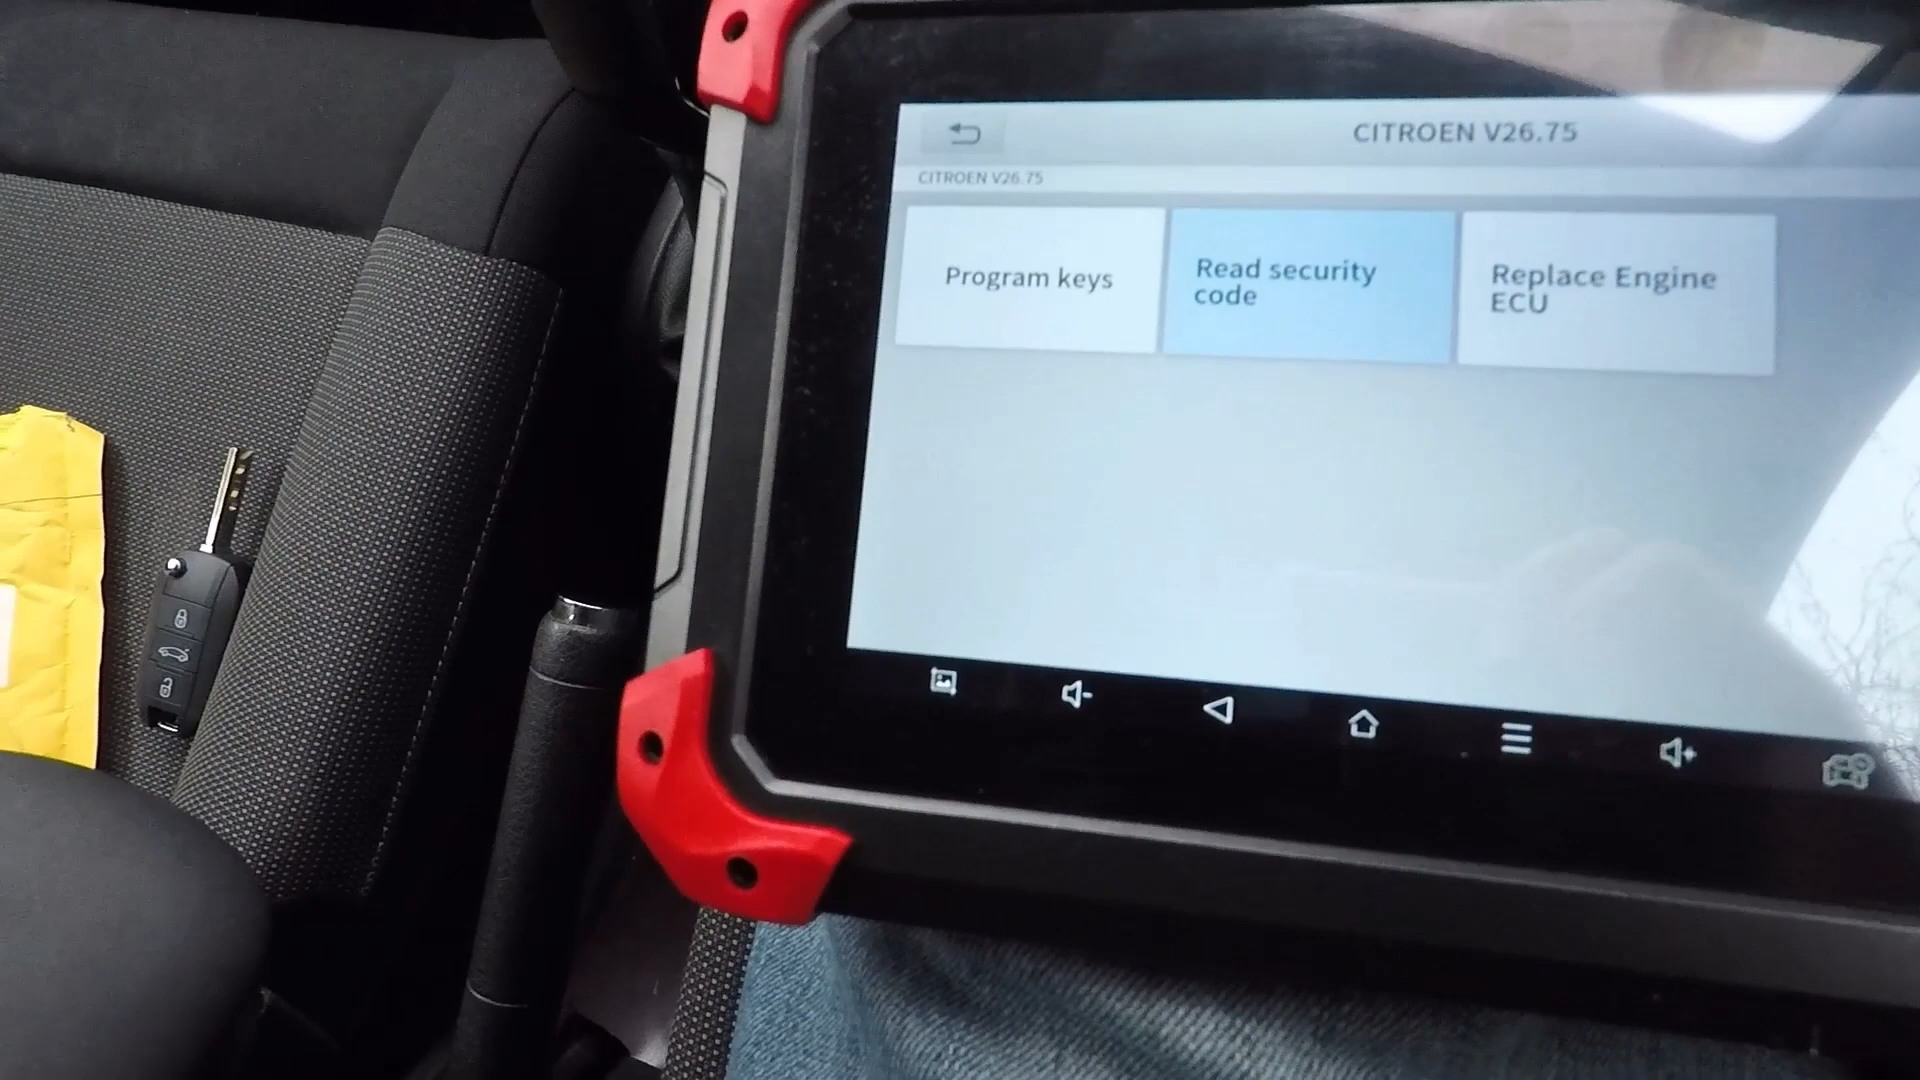 CITROEN V26.75
CITROEN V26.75
Program keys
Read security
code
Replace Engine
ECU